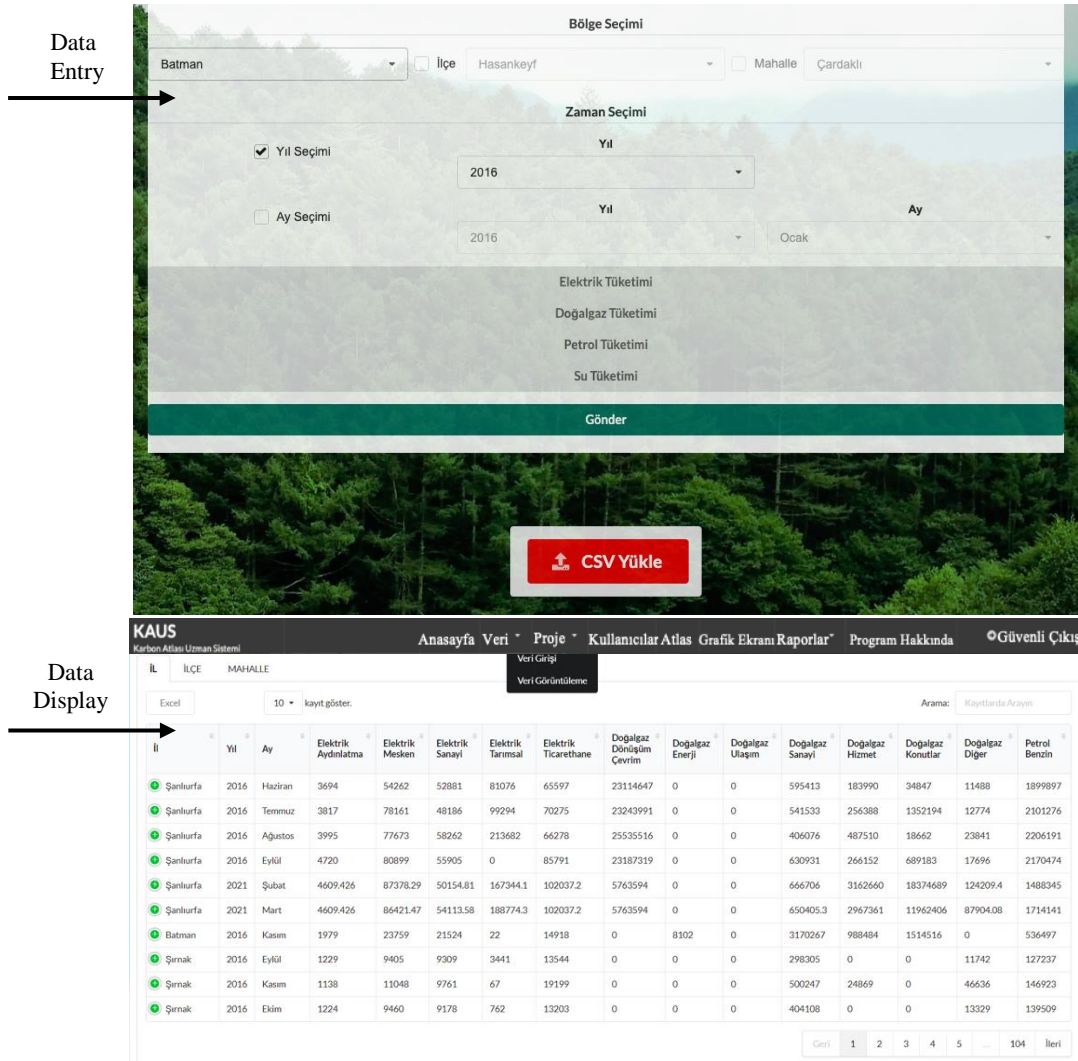 Data
Entry
Bölge Seçimi
Batman İlçe Hasankeyf Mahalle Çardaklı
Zaman Seçimi
Yıl Seçimi
Yıl
2016
Ay Seçimi
Yıl Ay
2016 Ocak
Elektrik Tüketimi
Doğalgaz Tüketimi
Petrol Tüketimi
Su Tüketimi
Gönder
CSV Yükle
KAUS
Karbon Atlası Uzman Sistemi
Anasayfa Veri Proje Kullanıcılar Atlas Grafik Ekranı Raporlar Program Hakkında Güvenli Çıkış
Veri Girişi
Veri Görüntüleme
Data
Display
İL İLÇE MAHALLE
Excel 10 kayıt göster. Arama: Kayıtlarda Arayın
İl Yıl Ay Elektrik Aydınlatma Elektrik Mesken Elektrik Sanayi Elektrik Tarımsal Elektrik Ticarethane Doğalgaz Dönüşüm Çevrim Doğalgaz Enerji Doğalgaz Ulaşım Doğalgaz Sanayi Doğalgaz Hizmet Doğalgaz Konutlar Doğalgaz Diğer Petrol Benzin
Şanlıurfa 2016 Haziran 3694 54262 52881 81076 65597 23114647 0 0 595413 183990 34847 11488 1899897
Şanlıurfa 2016 Temmuz 3817 78161 48186 99294 70275 23243991 0 0 541533 256388 1352194 12774 2101276
Şanlıurfa 2016 Ağustos 3995 77673 58262 213682 66278 25535516 0 0 406076 487510 18662 23841 2206191
Şanlıurfa 2016 Eylül 4720 80899 55905 0 85791 23187319 0 0 630931 266152 689183 17696 2170474
Şanlıurfa 2021 Şubat 4609.426 87378.29 50154.81 167344.1 102037.2 5763594 0 0 666706 3162660 18374689 124209.4 1488345
Şanlıurfa 2021 Mart 4609.426 86421.47 54113.58 188774.3 102037.2 5763594 0 0 650405.3 2967361 11962406 87904.08 1714141
Batman 2016 Kasım 1979 23759 21524 22 14918 0 8102 0 3170267 988484 1514516 0 536497
Şırnak 2016 Eylül 1229 9405 9309 3441 13544 0 0 0 298305 0 0 11742 127237
Şırnak 2016 Kasım 1138 11048 9761 67 19199 0 0 0 500247 24869 0 46636 146923
Şırnak 2016 Ekim 1224 9460 9178 762 13203 0 0 0 404108 0 0 13329 139509
Geri 1 2 3 4 5 ... 104 İleri